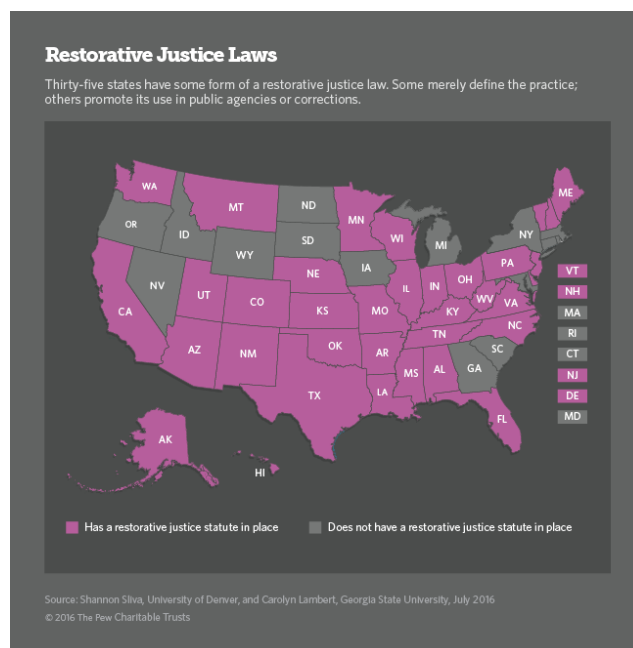 Restorative Justice Laws
Thirty-five states have some form of a restorative justice law. Some merely define the practice;
others promote its use in public agencies or corrections.
WA
MT
ND
MN
ME
OR
ID
SD
WI
MI
NY
WY
NV
NE
IA
PA
IL
IN
OH
UT
CO
KS
MO
WV
VA
KY
CA
NC
TN
AZ
NM
OK
AR
SC
MS
AL
GA
TX
LA
FL
AK
HI
VT
NH
MA
RI
CT
NJ
DE
MD
Has a restorative justice statute in place
Does not have a restorative justice statute in place
Source: Shannon Sliva, University of Denver, and Carolyn Lambert, Georgia State University, July 2016
© 2016 The Pew Charitable Trusts